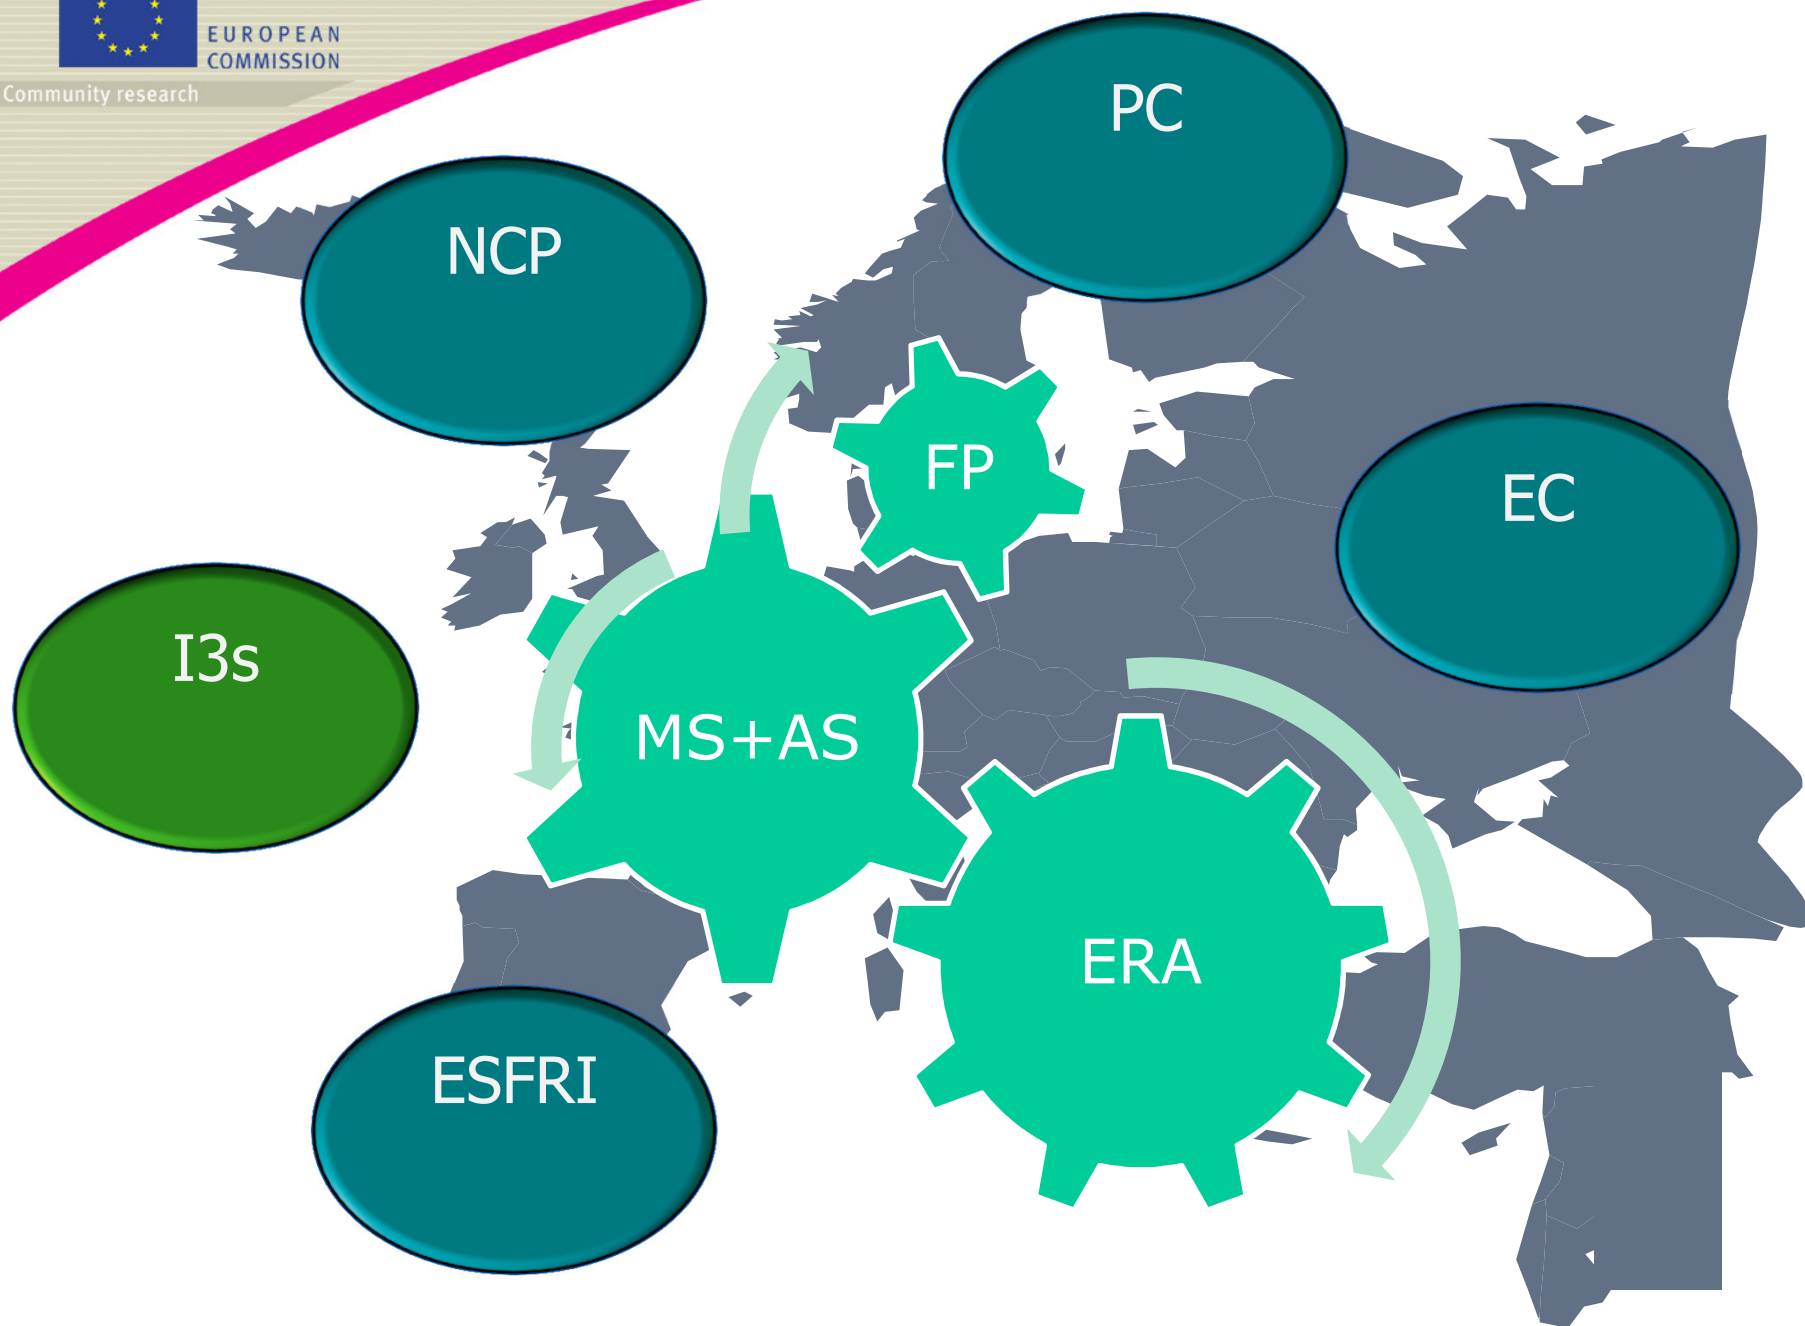 EUROPEAN
COMMISSION
Community research
PC
NCP
FP
EC
I3s
MS+AS
ERA
ESFRI